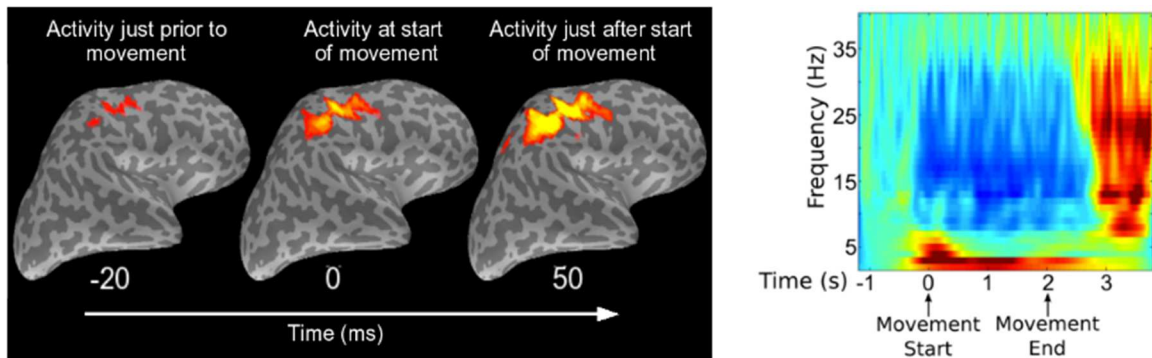 Activity just prior to
movement
Activity at start
of movement
Activity just after start
of movement
-20
0
50
Time (ms)
Frequency (Hz)
35
25
15
5
Time (s)
-1
0
1
2
3
Movement
Start
Movement
End